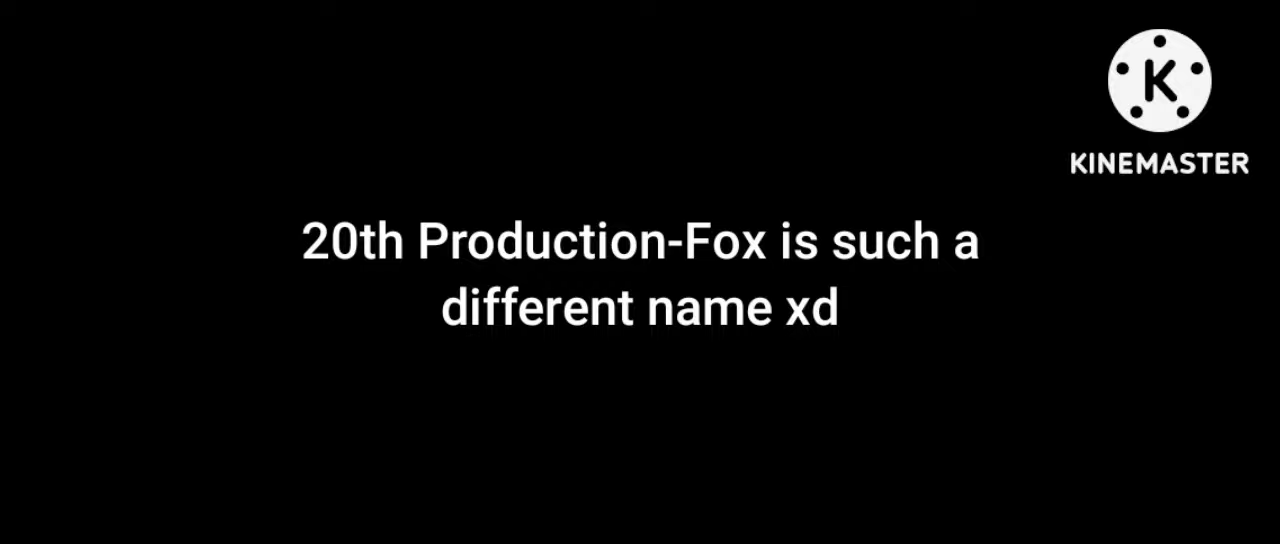 K
KINEMASTER
20th Production-Fox is such a
different name xd